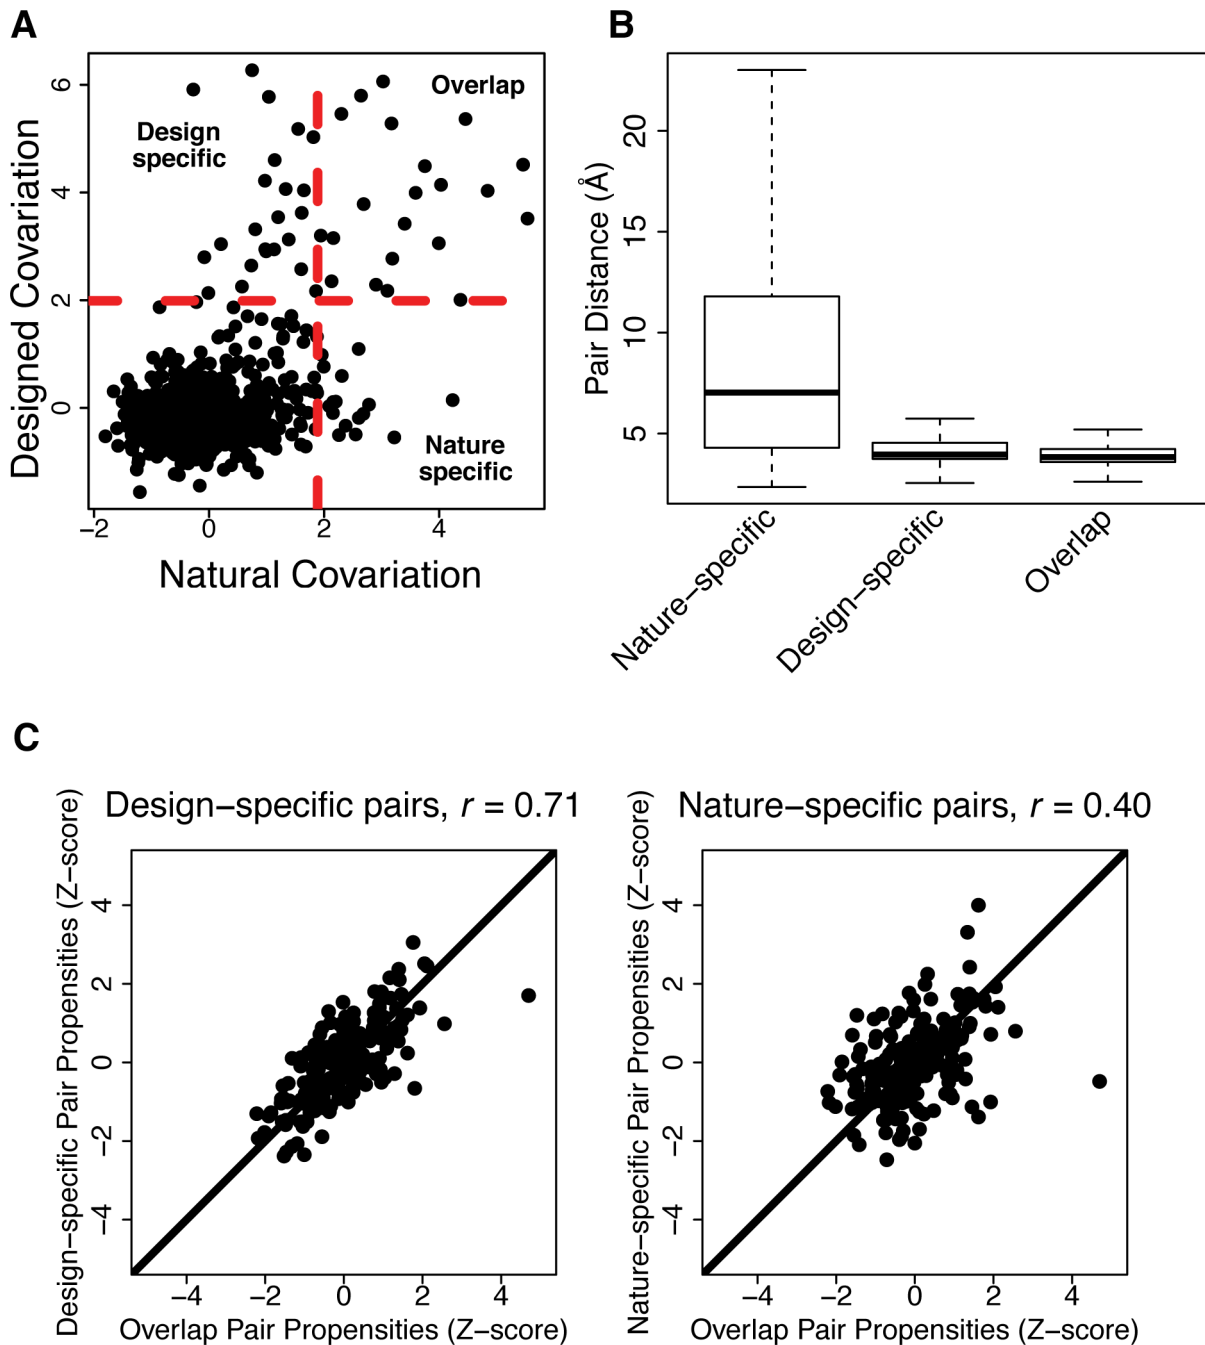 A
B
6
4
2
0
Designed Covariation
Design
specific
Overlap
Nature
specific
−2
0
2
4
Natural Covariation
20
15
10
5
Pair Distance (Å)
Nature−specific
Design−specific
Overlap
C
Design−specific pairs, r = 0.71
Design−specific Pair Propensities (Z−score)
4
2
0
−2
−4
−4
−2
0
2
4
Overlap Pair Propensities (Z−score)
Nature−specific pairs, r = 0.40
Nature−specific Pair Propensities (Z−score)
4
2
0
−2
−4
−4
−2
0
2
4
Overlap Pair Propensities (Z−score)